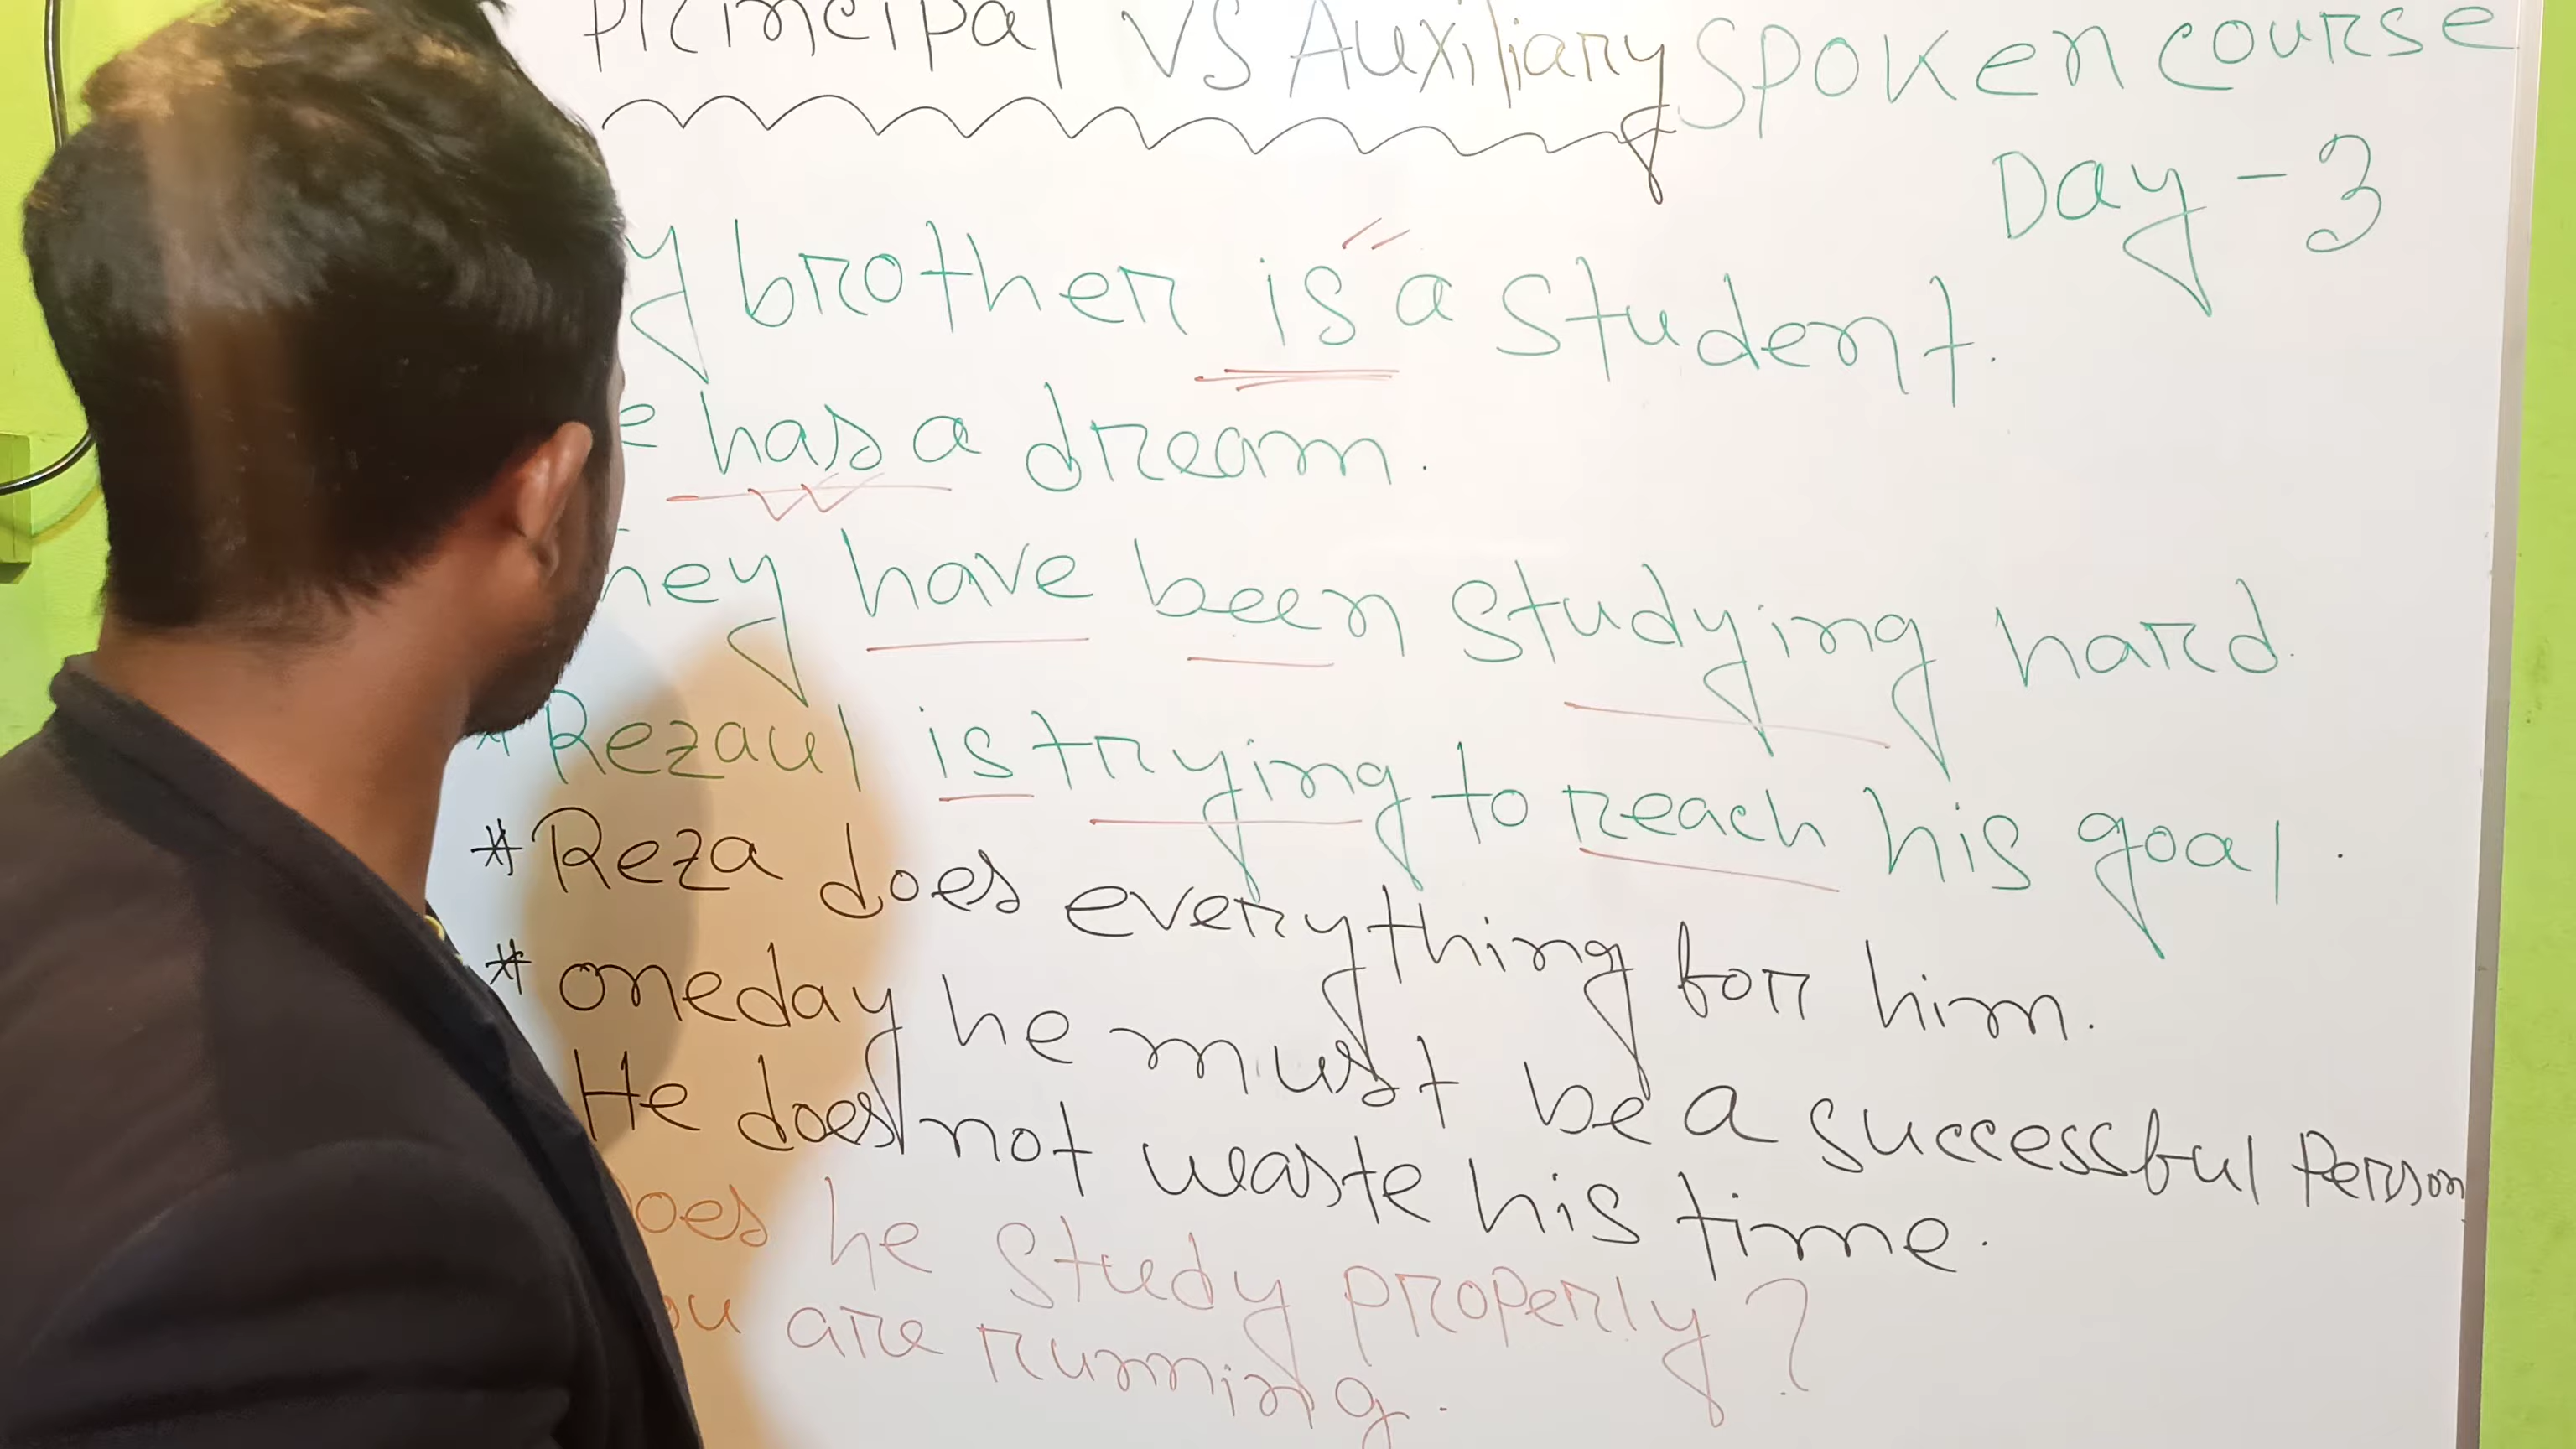 Principal VS Auxiliary Spoken course
Day - 3
y brother is a student.
e has a dream.
hey have been studying hard.
* Rezaul is trying to reach his goal.
* Reza does everything for him.
* oneday he must be a successful Person
He does not waste his time.
oes he study properly?
ou are running.